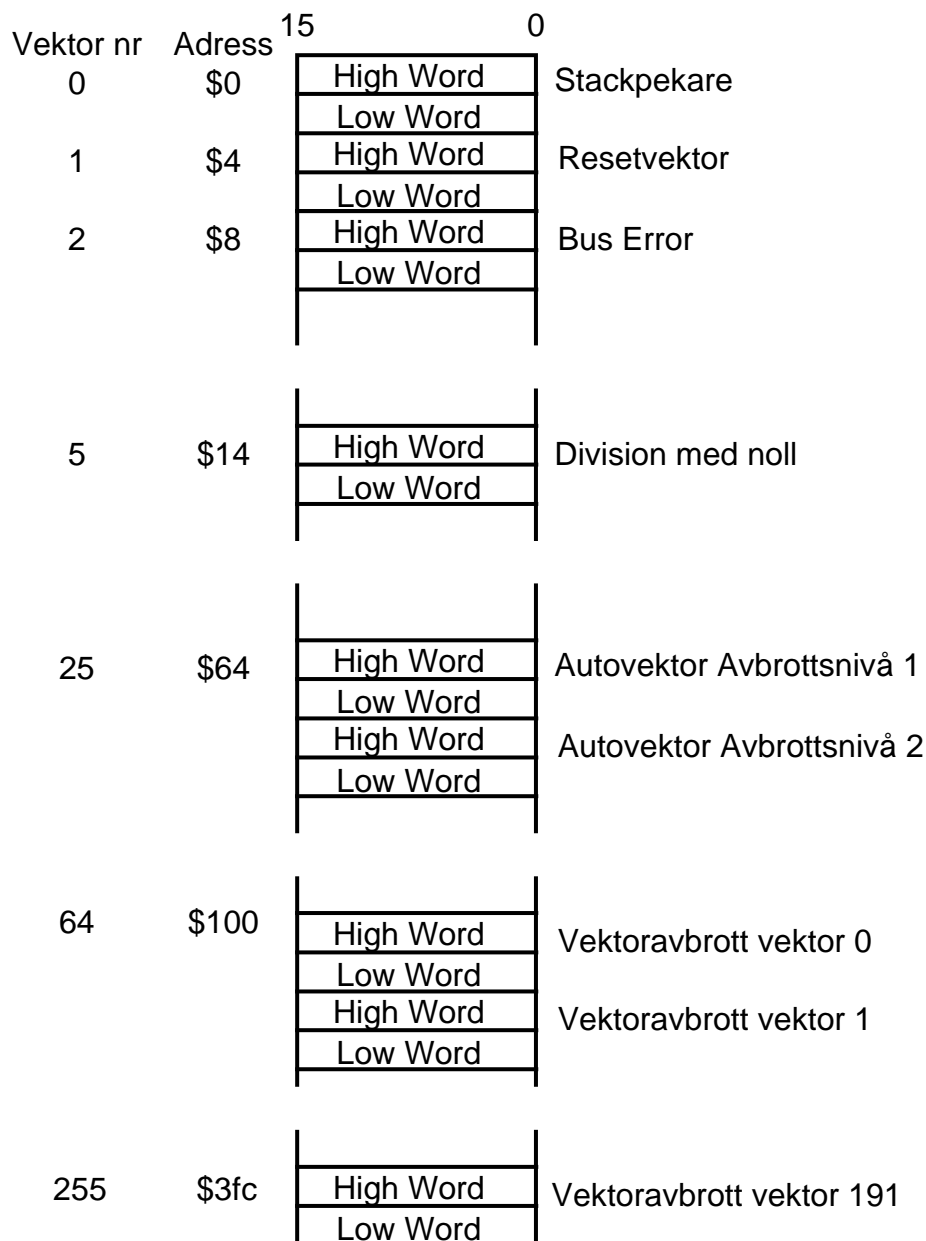 15 0
Vektor nr Adress
0 $0 High Word Stackpekare
Low Word
1 $4 High Word Resetvektor
Low Word
2 $8 High Word Bus Error
Low Word
5 $14 High Word Division med noll
Low Word
25 $64 High Word Autovektor Avbrottsnivå 1
Low Word
High Word Autovektor Avbrottsnivå 2
Low Word
64 $100 High Word Vektoravbrott vektor 0
Low Word
High Word Vektoravbrott vektor 1
Low Word
255 $3fc High Word Vektoravbrott vektor 191
Low Word